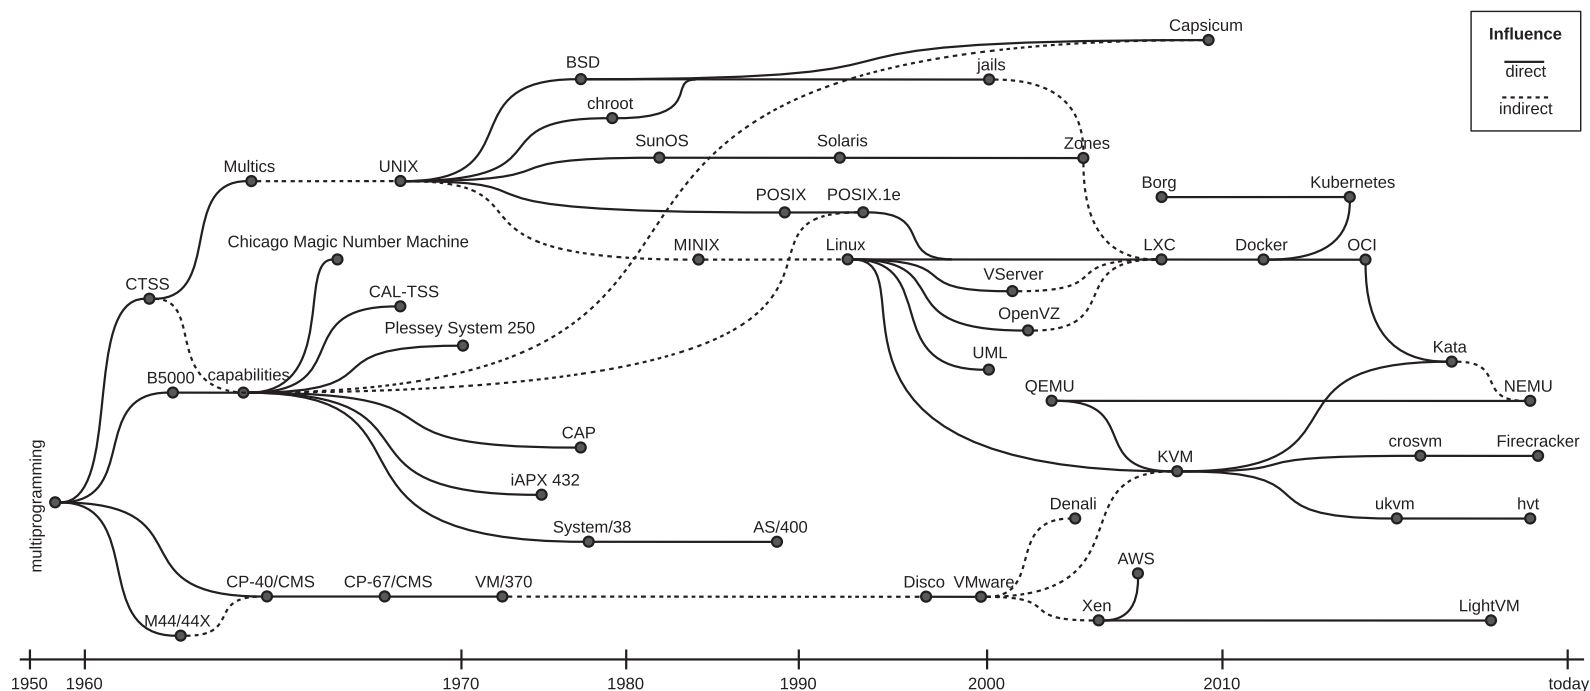 Capsicum
Influence
direct
indirect
BSD
jails
chroot
SunOS
Solaris
Zones
Multics
UNIX
POSIX
POSIX.1e
Borg
Kubernetes
Chicago Magic Number Machine
MINIX
Linux
LXC
Docker
OCI
VServer
CTSS
CAL-TSS
OpenVZ
Plessey System 250
UML
Kata
B5000
capabilities
QEMU
NEMU
CAP
crosvm
Firecracker
KVM
multiprogramming
iAPX 432
Denali
ukvm
hvt
System/38
AS/400
AWS
CP-40/CMS
CP-67/CMS
VM/370
Disco
VMware
M44/44X
Xen
LightVM
1950
1960
1970
1980
1990
2000
2010
today